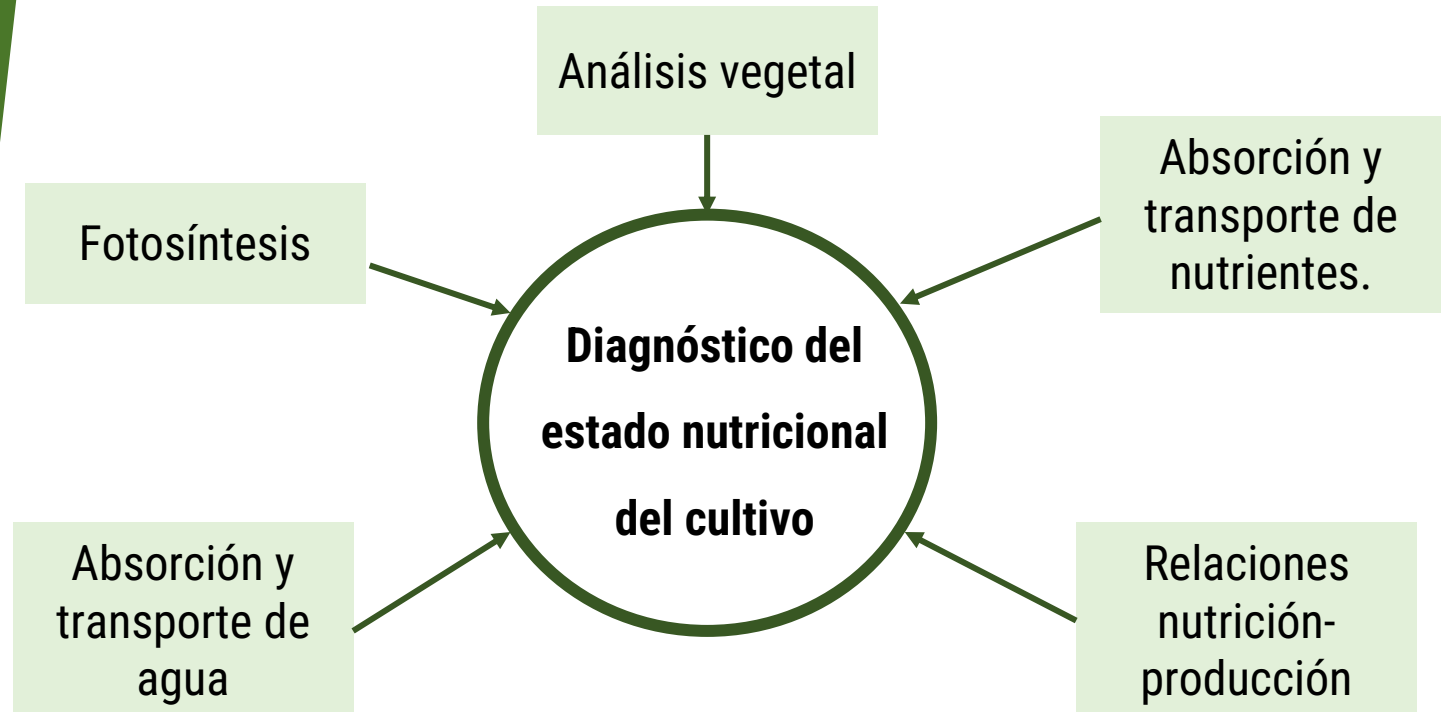 Análisis vegetal
Absorción y
transporte de
nutrientes.
Fotosíntesis
Diagnóstico del
estado nutricional
del cultivo
Absorción y
transporte de
agua
Relaciones
nutrición-
producción